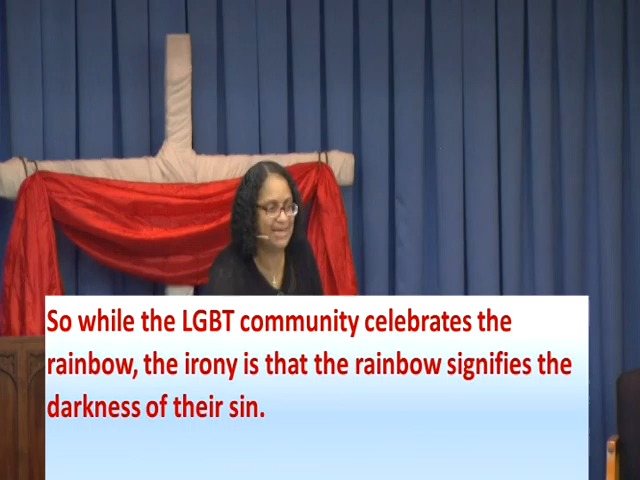 So while the LGBT community celebrates the
rainbow, the irony is that the rainbow signifies the
darkness of their sin.